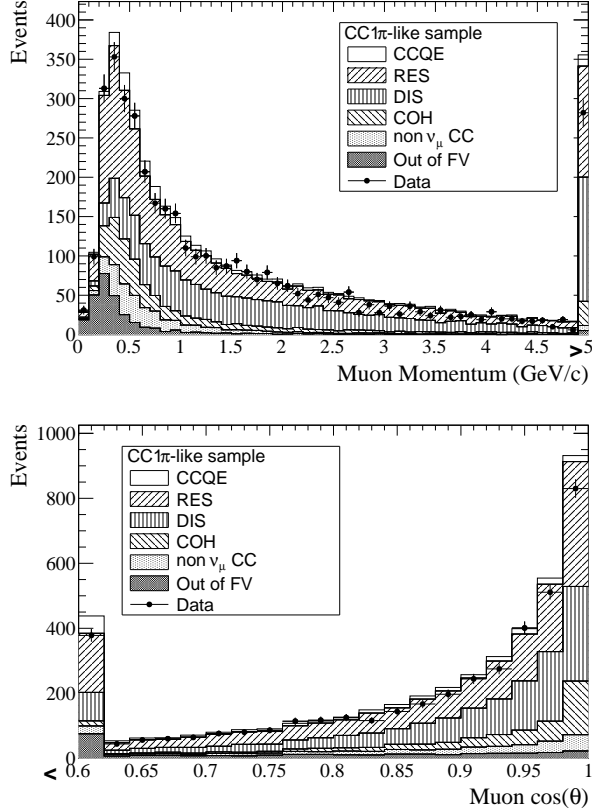 Events
400
350
300
250
200
150
100
50
0
CC1π-like sample
CCQE
RES
DIS
COH
non ν_μ CC
Out of FV
Data
0 0.5 1 1.5 2 2.5 3 3.5 4 4.5 5
>
Muon Momentum (GeV/c)
Events
1000
800
600
400
200
0
CC1π-like sample
CCQE
RES
DIS
COH
non ν_μ CC
Out of FV
Data
0.6 0.65 0.7 0.75 0.8 0.85 0.9 0.95 1
<
Muon cos(θ)